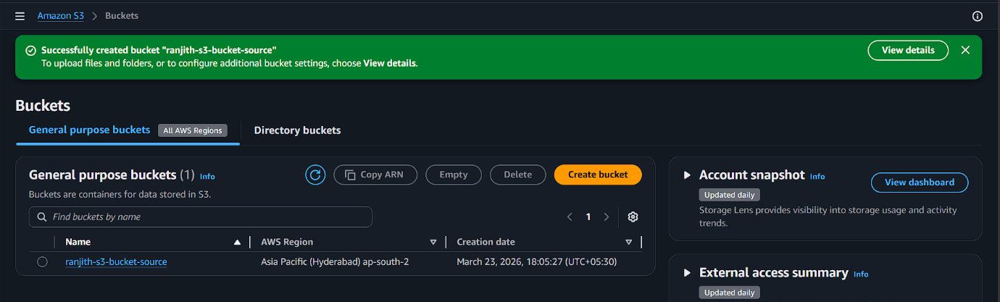 Amazon S3 > Buckets
Successfully created bucket "ranjith-s3-bucket-source"
To upload files and folders, or to configure additional bucket settings, choose View details.
View details
Buckets
General purpose buckets All AWS Regions Directory buckets
General purpose buckets (1) Info
Copy ARN Empty Delete Create bucket
Buckets are containers for data stored in S3.
Find buckets by name
1
Name AWS Region Creation date
ranjith-s3-bucket-source Asia Pacific (Hyderabad) ap-south-2 March 23, 2026, 18:05:27 (UTC+05:30)
Account snapshot Info
View dashboard
Updated daily
Storage Lens provides visibility into storage usage and activity
trends.
External access summary Info
Updated daily